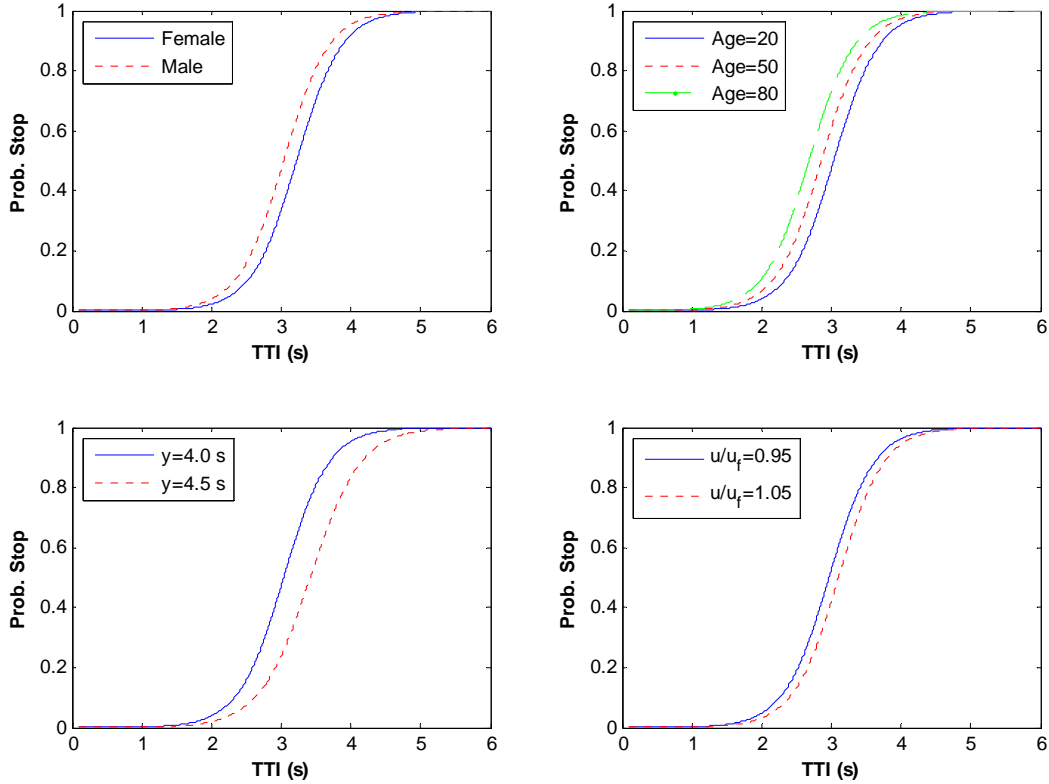 Prob. Stop
1
0.8
0.6
0.4
0.2
0
Female
Male
0 1 2 3 4 5 6
TTI (s)
Prob. Stop
1
0.8
0.6
0.4
0.2
0
Age=20
Age=50
Age=80
0 1 2 3 4 5 6
TTI (s)
Prob. Stop
1
0.8
0.6
0.4
0.2
0
y=4.0 s
y=4.5 s
0 1 2 3 4 5 6
TTI (s)
Prob. Stop
1
0.8
0.6
0.4
0.2
0
u/u_f=0.95
u/u_f=1.05
0 1 2 3 4 5 6
TTI (s)